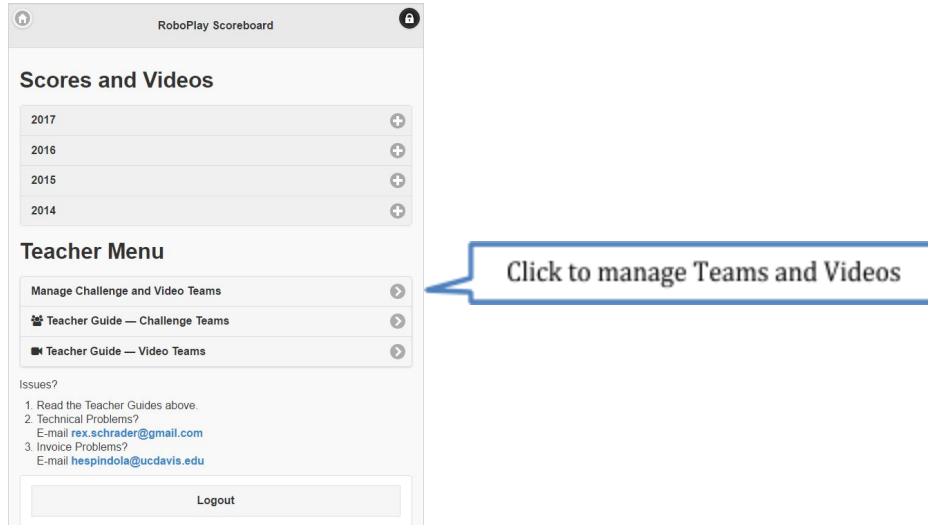 RoboPlay Scoreboard
Scores and Videos
2017
2016
2015
2014
Teacher Menu
Manage Challenge and Video Teams
Click to manage Teams and Videos
Teacher Guide — Challenge Teams
Teacher Guide — Video Teams
Issues?
1. Read the Teacher Guides above.
2. Technical Problems?
E-mail rex.schrader@gmail.com
3. Invoice Problems?
E-mail hespindola@ucdavis.edu
Logout